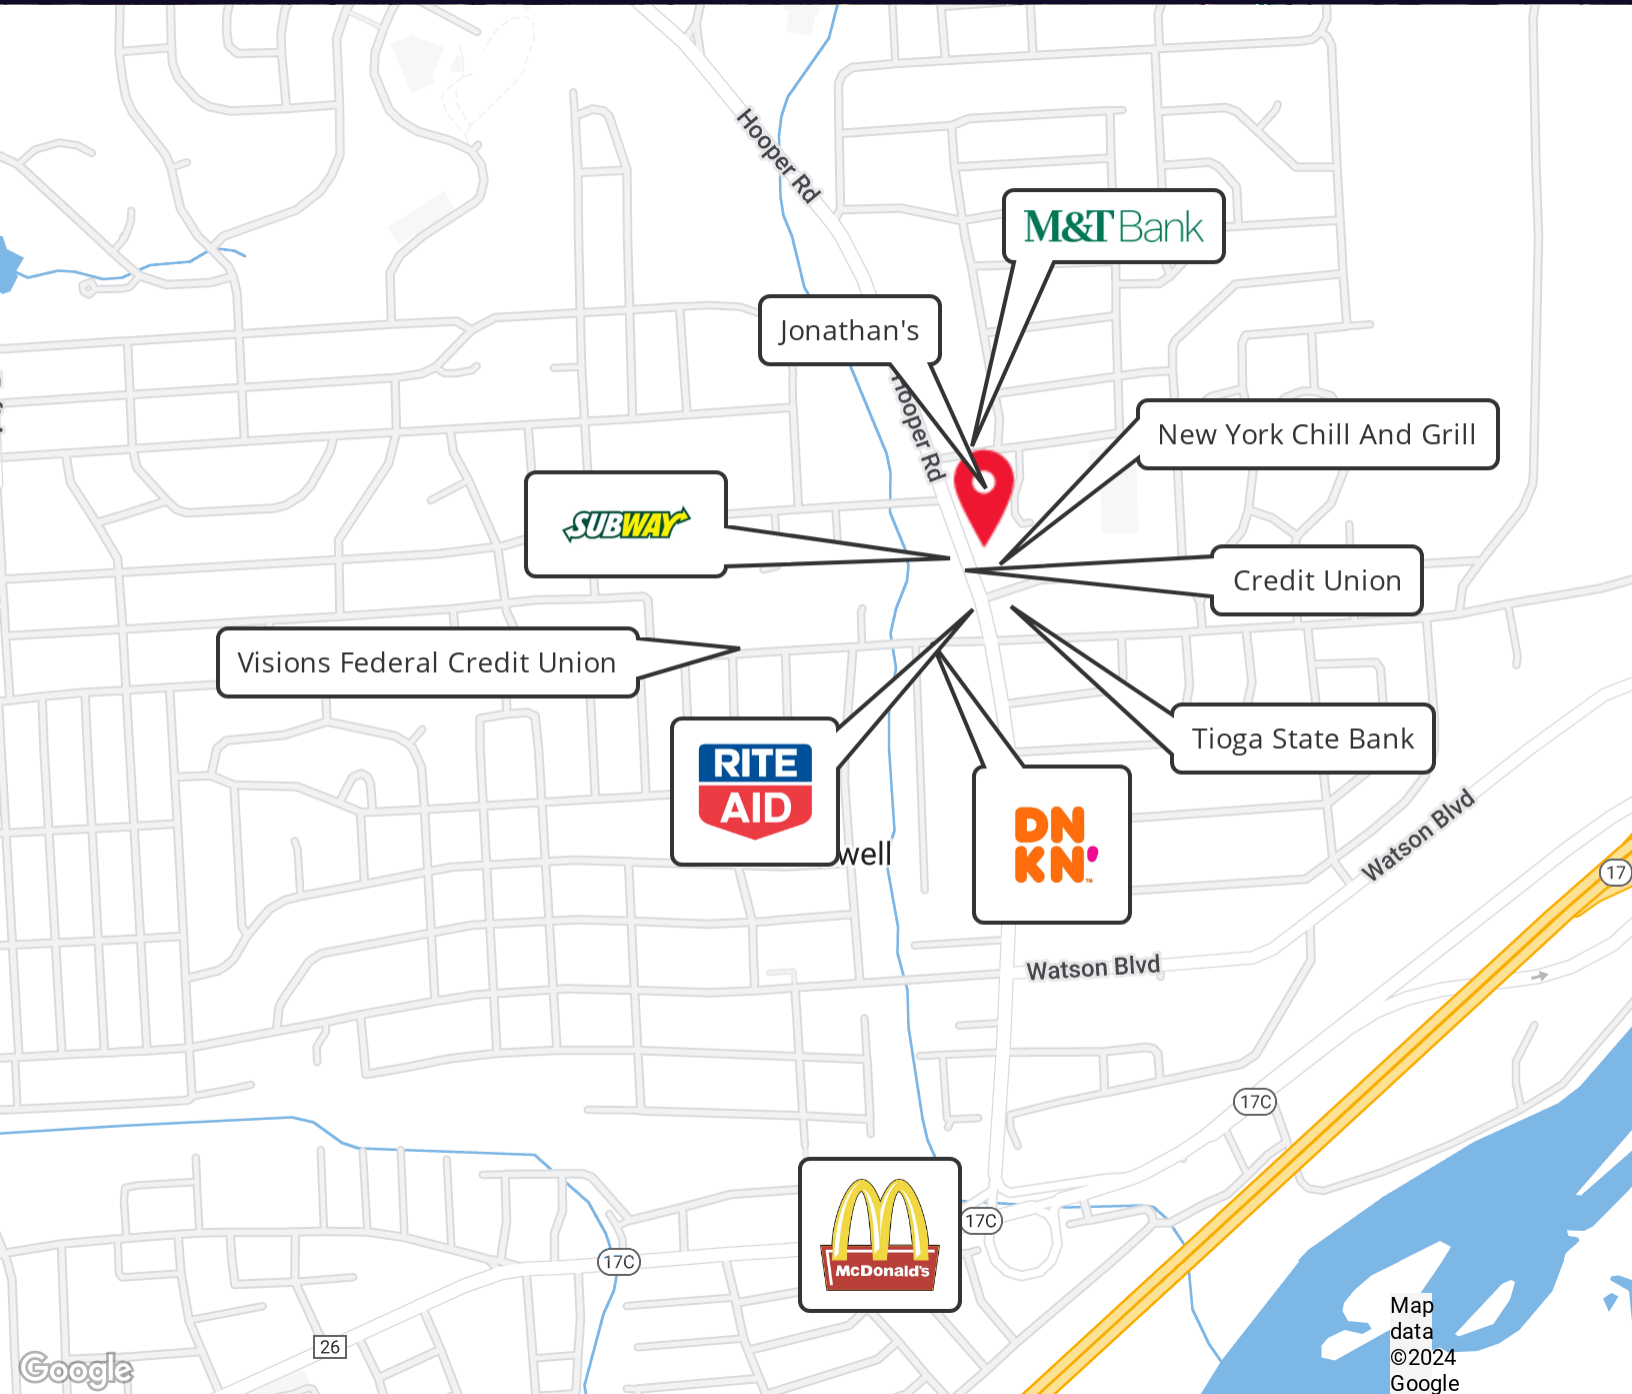 Hooper Rd
M&T Bank
Jonathan's
Hooper Rd
New York Chill And Grill
SUBWAY
Credit Union
Visions Federal Credit Union
Tioga State Bank
RITE
AID
DN
KN'
TM
well
Watson Blvd
17
Watson Blvd
17C
McDonald's
17C
17C
26
Map
data
©2024
Google
Google